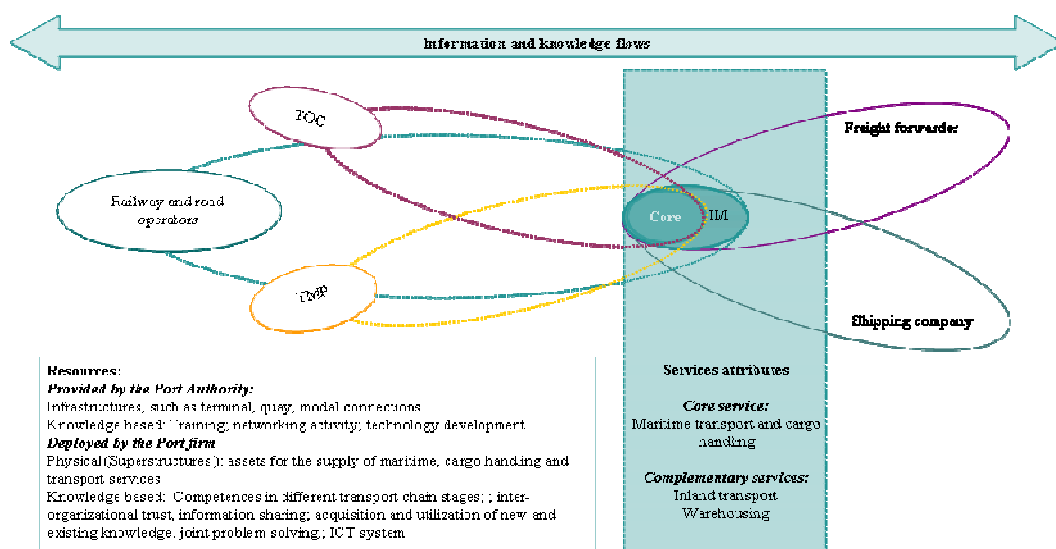 Information and knowledge flows
TOC
Freight forwarder
Railway and road
operators
Core
Shipping company
Resources:
Provided by the Port Authority:
Infrastructures, such as terminal, quay, modal connections
Knowledge based: Training; networking activity; technology development
Deployed by the Port firm
Physical (Superstructures): assets for the supply of maritime, cargo handling and
transport services
Knowledge based: Competences in different transport chain stages; ; inter-
organizational trust, information sharing; acquisition and utilization of new and
existing knowledge, joint problem solving; ICT system
Services attributes
Core service:
Maritime transport and cargo
handling
Complementary services:
Inland transport
Warehousing